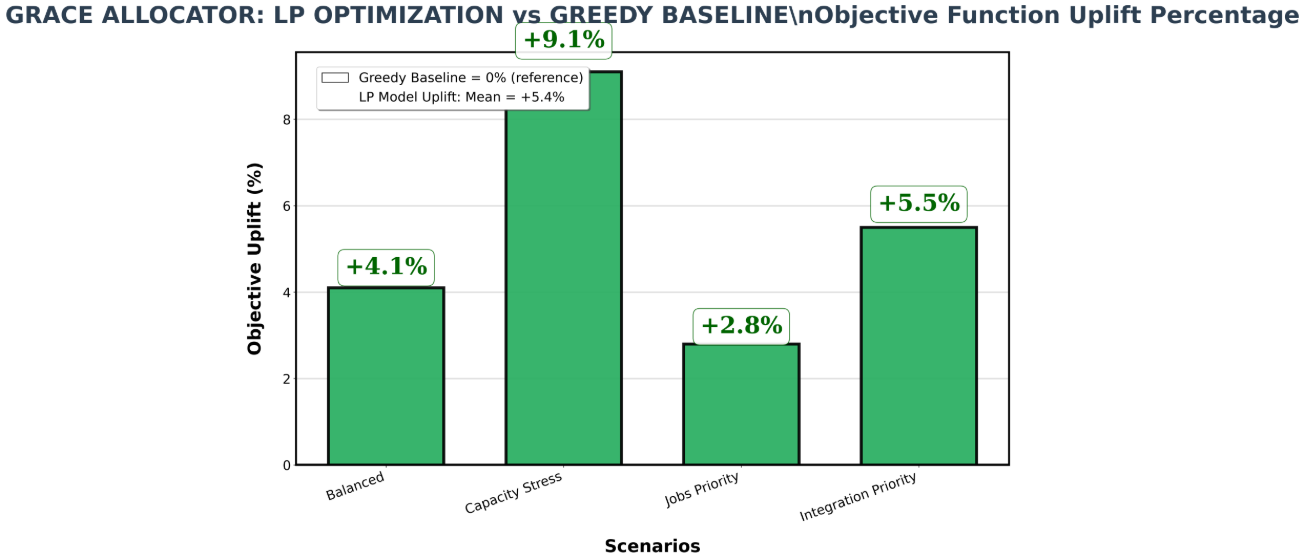 GRACE ALLOCATOR: LP OPTIMIZATION vs GREEDY BASELINE\nObjective Function Uplift Percentage
+9.1%
Greedy Baseline = 0% (reference)
LP Model Uplift: Mean = +5.4%
8
6
4
2
0
Objective Uplift (%)
+4.1%
+2.8%
+5.5%
Balanced
Capacity Stress
Jobs Priority
Integration Priority
Scenarios